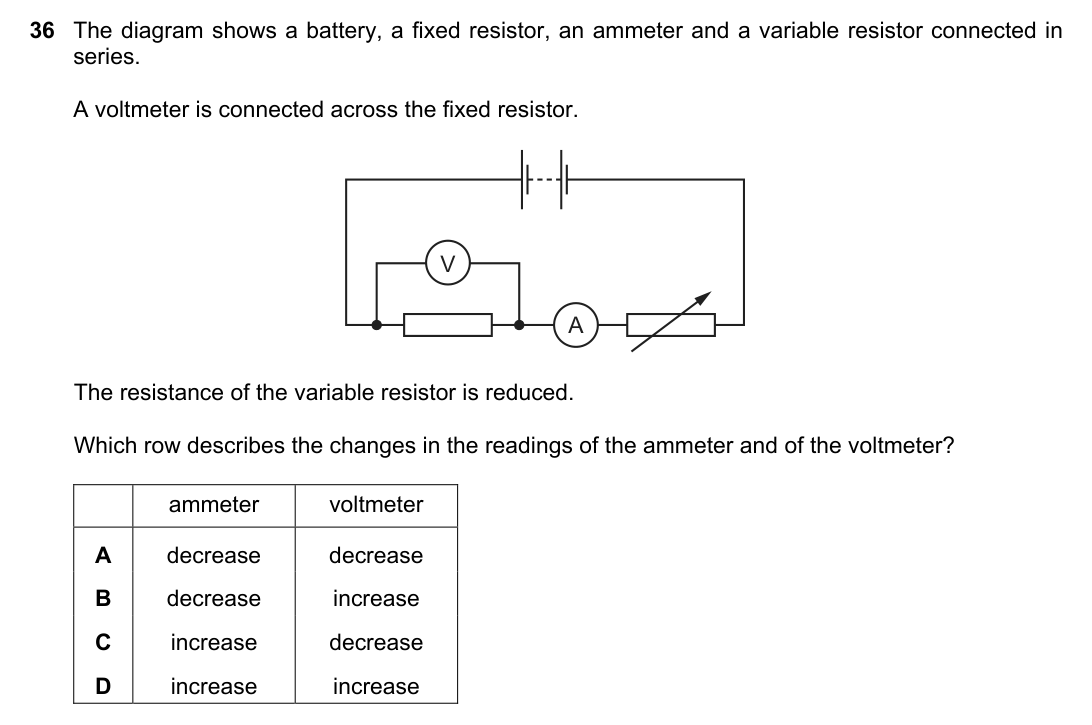 36 The diagram shows a battery, a fixed resistor, an ammeter and a variable resistor connected in
series.
A voltmeter is connected across the fixed resistor.
V
A
The resistance of the variable resistor is reduced.
Which row describes the changes in the readings of the ammeter and of the voltmeter?
ammeter voltmeter
A decrease decrease
B decrease increase
C increase decrease
D increase increase